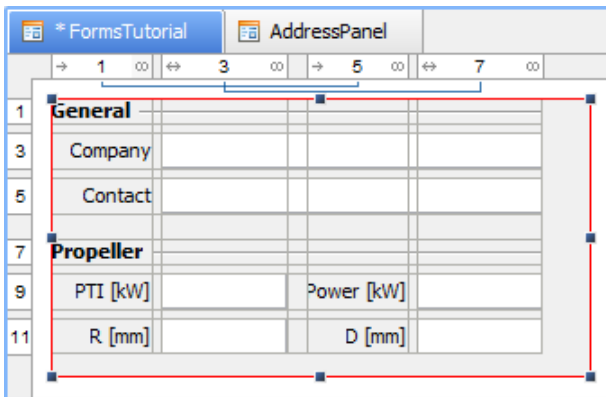 * FormsTutorial AddressPanel
→ 1 ∞ ↔ 3 ∞ → 5 ∞ ↔ 7 ∞
1 General
3 Company
5 Contact
7 Propeller
9 PTI [kW] Power [kW]
11 R [mm] D [mm]